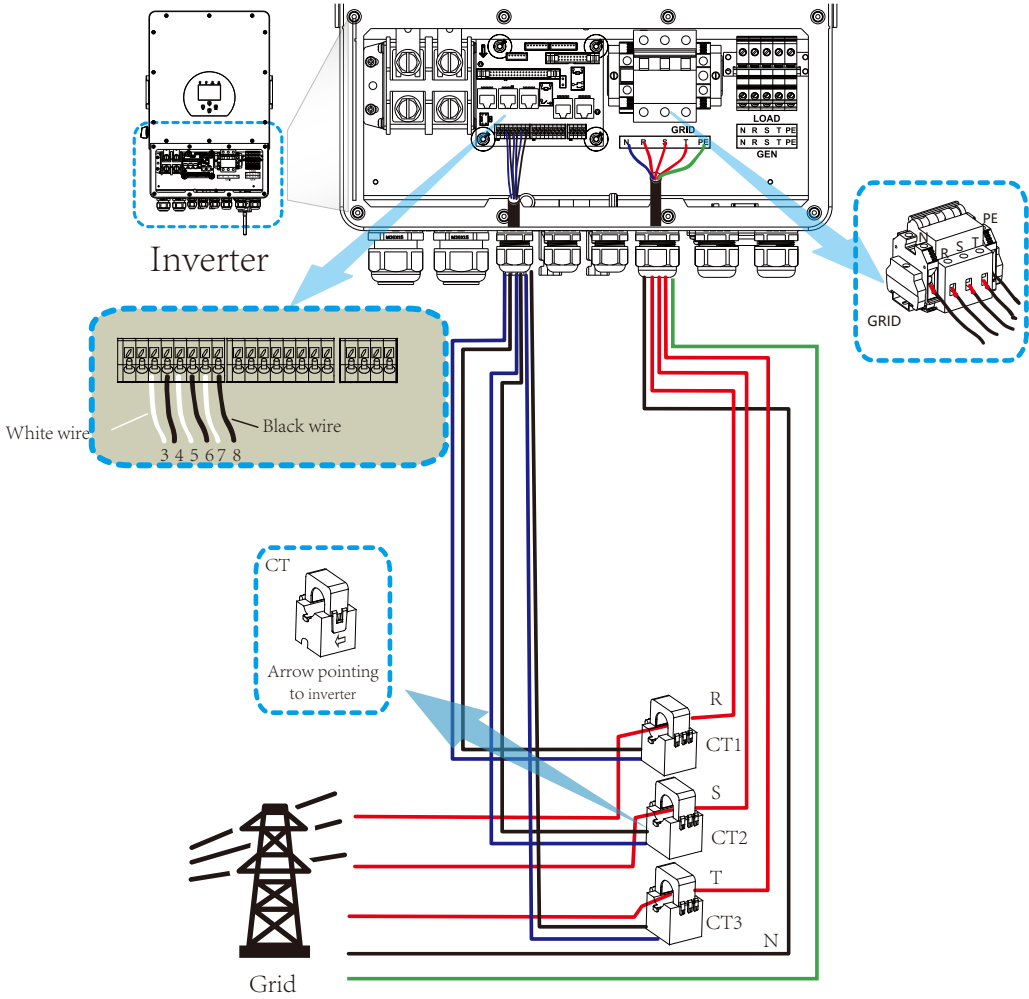 LOAD
N R S T PE
GEN
GRID
N R S T PE
Inverter
N
R S T
PE
GRID
White wire
Black wire
3 4 5 6 7 8
CT
Arrow pointing
to inverter
R
CT1
S
CT2
T
CT3
N
Grid